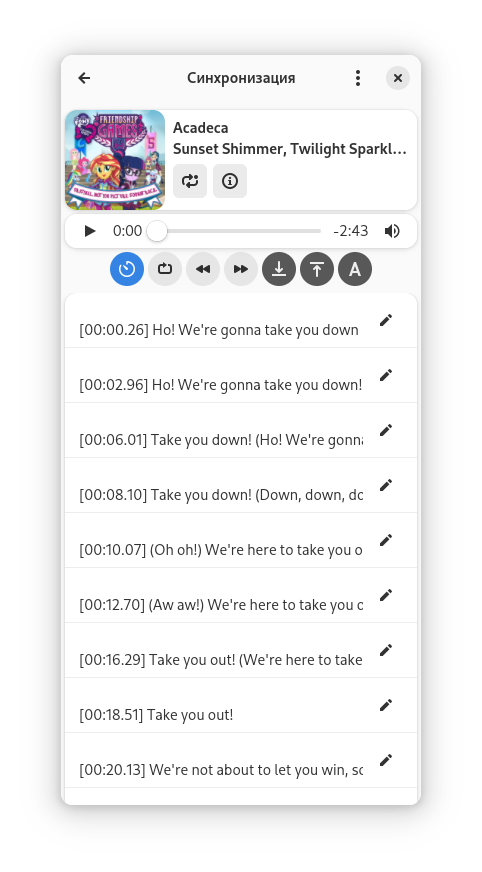 Синхронизация
FRIENDSHIP
GAMES
Acadeca
Sunset Shimmer, Twilight Sparkl...
0:00
-2:43
A
[00:00.26] Ho! We're gonna take you down
[00:02.96] Ho! We're gonna take you down!
[00:06.01] Take you down! (Ho! We're gonna
[00:08.10] Take you down! (Down, down, do
[00:10.07] (Oh oh!) We're here to take you o
[00:12.70] (Aw aw!) We're here to take you o
[00:16.29] Take you out! (We're here to take
[00:18.51] Take you out!
[00:20.13] We're not about to let you win, so